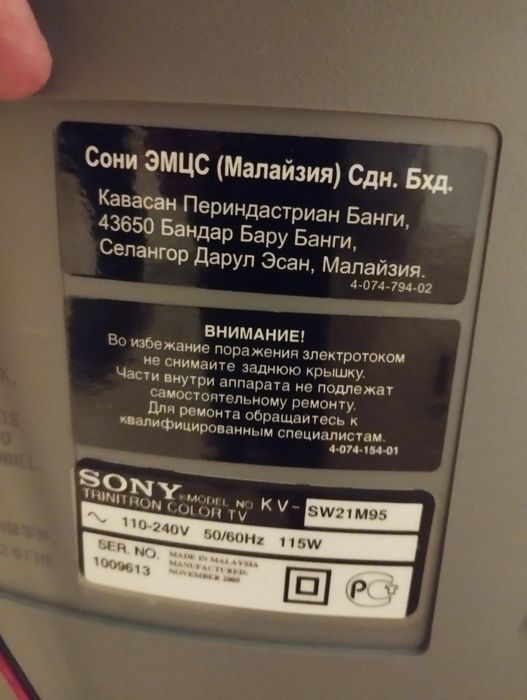 Сони ЭМЦС (Малайзия) Сдн. Бхд.
Кавасан Периндастриан Банги,
43650 Бандар Бару Банги,
Селангор Дарул Эсан, Малайзия.
4-074-794-02
ВНИМАНИЕ!
Во избежание поражения электротоком
не снимайте заднюю крышку.
Части внутри аппарата не подлежат
самостоятельному ремонту.
Для ремонта обращайтесь к
квалифицированным специалистам.
4-074-154-01
SONY MODEL NO KV-SW21M95
TRINITRON COLOR TV
~ 110-240V 50/60Hz 115W
SER. NO.
1009613
MADE IN MALAYSIA
MANUFACTURED:
NOVEMBER 2005
РСТ